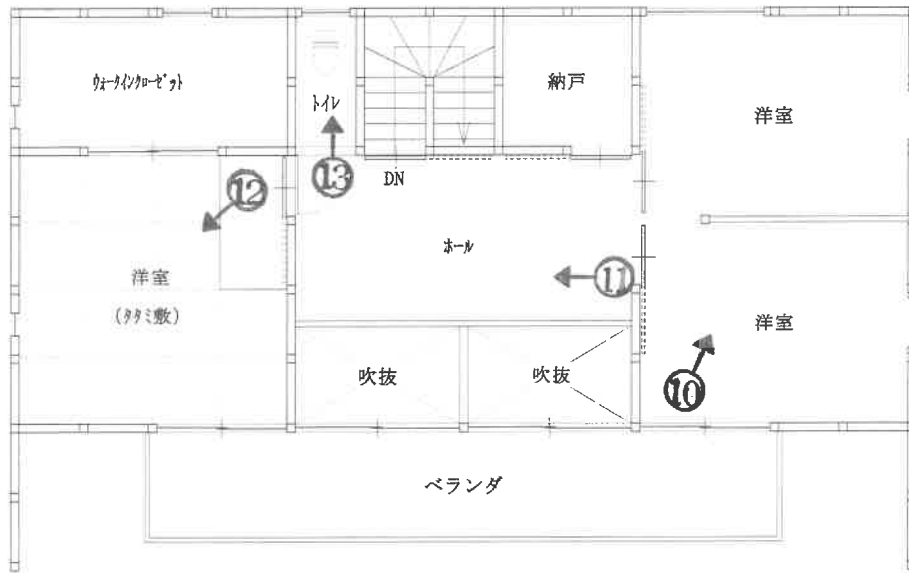 ウォークインクローゼット
トイレ
納戸
洋室
⑫
⑬
DN
ホール
洋室
(タタミ敷)
⑪
洋室
吹抜
吹抜
⑩
ベランダ